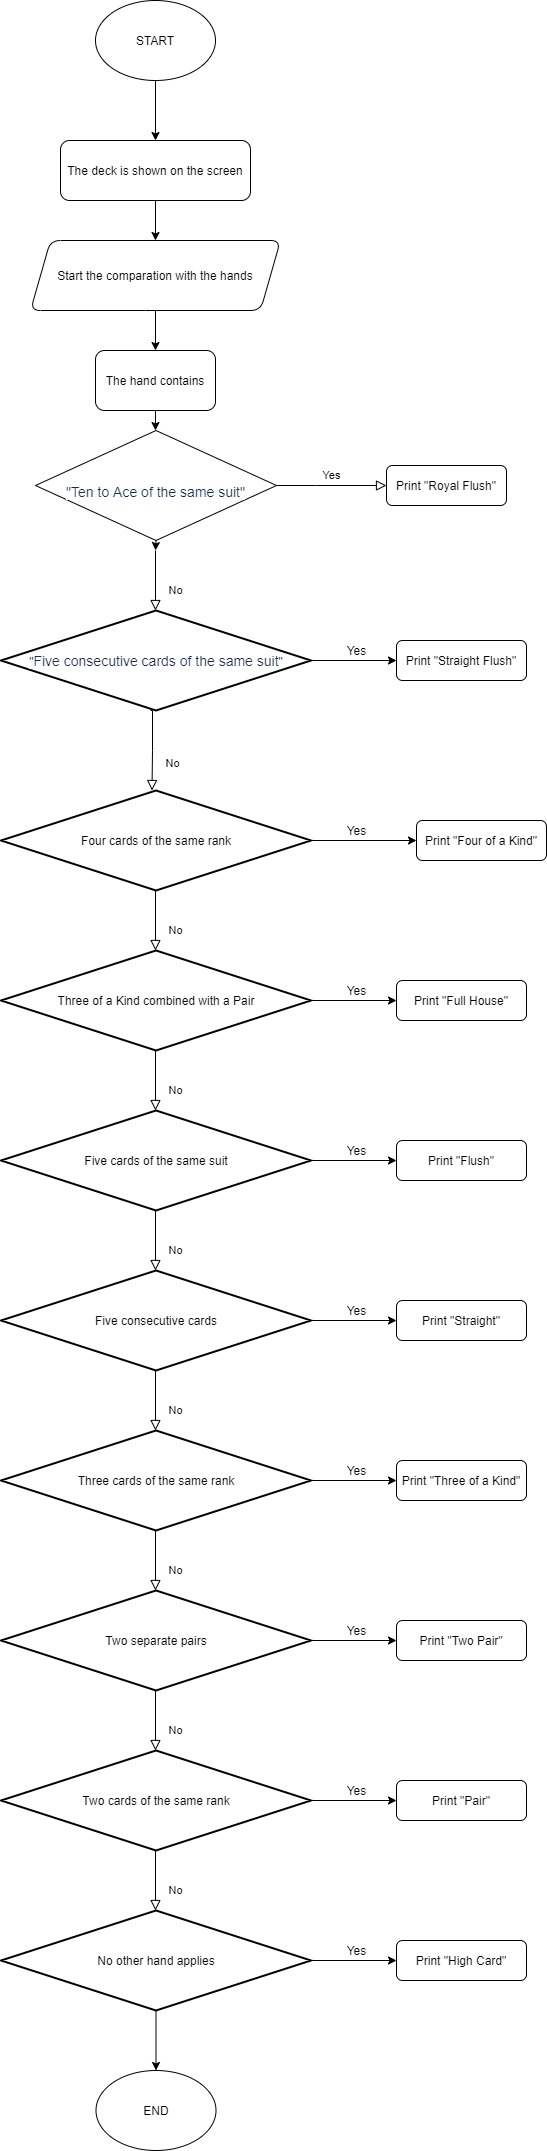 START
The deck is shown on the screen
Start the comparation with the hands
The hand contains
"Ten to Ace of the same suit"
Yes
Print "Royal Flush"
No
"Five consecutive cards of the same suit"
Yes
Print "Straight Flush"
No
Four cards of the same rank
Yes
Print "Four of a Kind"
No
Three of a Kind combined with a Pair
Yes
Print "Full House"
No
Five cards of the same suit
Yes
Print "Flush"
No
Five consecutive cards
Yes
Print "Straight"
No
Three cards of the same rank
Yes
Print "Three of a Kind"
No
Two separate pairs
Yes
Print "Two Pair"
No
Two cards of the same rank
Yes
Print "Pair"
No
No other hand applies
Yes
Print "High Card"
END